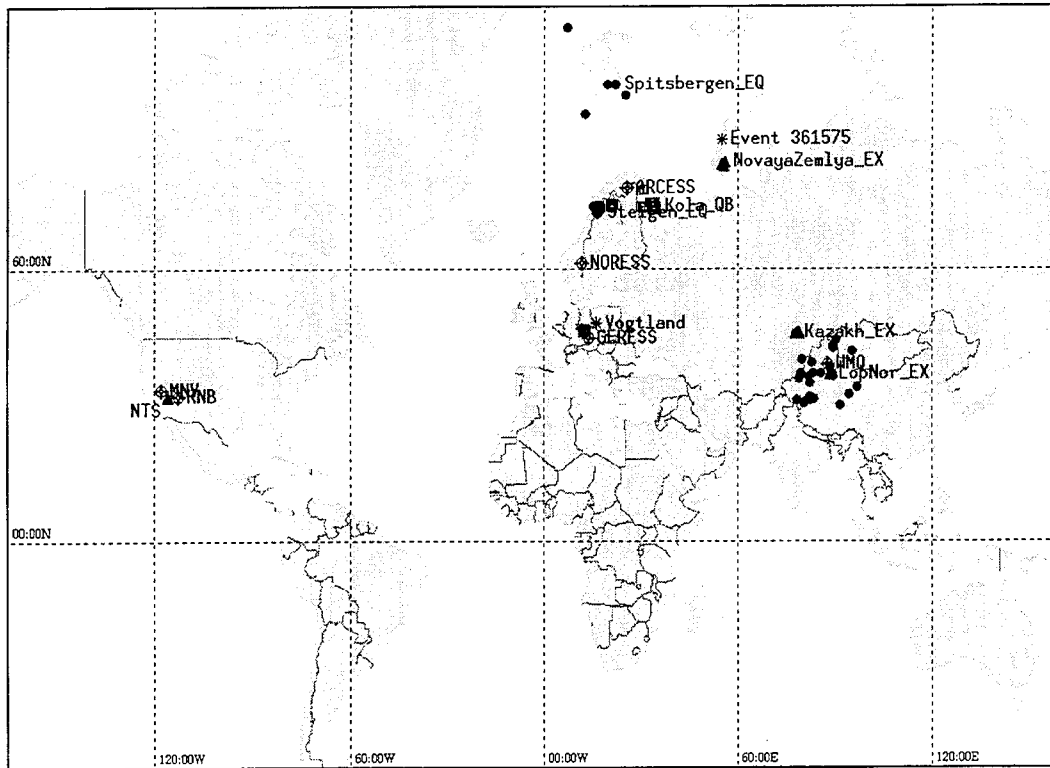 Spitsbergen_EQ
Event 361575
NovayaZemlya_EX
ARCESS
Kola_QB
Steigen_EQ
60:00N
NORESS
Vogtland
GERESS
Kazakh_EX
WMQ
LopNor_EX
MNV
RNB
NTS
00:00N
120:00W
60:00W
00:00W
60:00E
120:00E